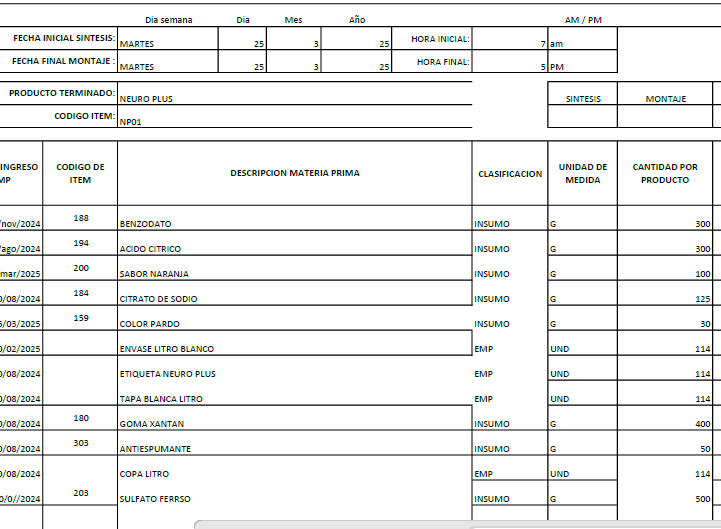 Dia semana Dia Mes Año AM / PM
FECHA INICIAL SINTESIS: MARTES 25 3 25 HORA INICIAL: 7 am
FECHA FINAL MONTAJE : MARTES 25 3 25 HORA FINAL: 5 PM
PRODUCTO TERMINADO: NEURO PLUS SINTESIS MONTAJE
CODIGO ITEM: NP01
INGRESO MP CODIGO DE ITEM DESCRIPCION MATERIA PRIMA CLASIFICACION UNIDAD DE MEDIDA CANTIDAD POR PRODUCTO
/nov/2024 188 BENZODATO INSUMO G 300
/ago/2024 194 ACIDO CITRICO INSUMO G 300
mar/2025 200 SABOR NARANJA INSUMO G 100
0/08/2024 184 CITRATO DE SODIO INSUMO G 125
/03/2025 159 COLOR PARDO INSUMO G 30
0/02/2025 ENVASE LITRO BLANCO EMP UND 114
0/08/2024 ETIQUETA NEURO PLUS EMP UND 114
0/08/2024 TAPA BLANCA LITRO EMP UND 114
0/08/2024 180 GOMA XANTAN INSUMO G 400
0/08/2024 303 ANTIESPUMANTE INSUMO G 50
0/08/2024 COPA LITRO EMP UND 114
0/0//2024 203 SULFATO FERRSO INSUMO G 500